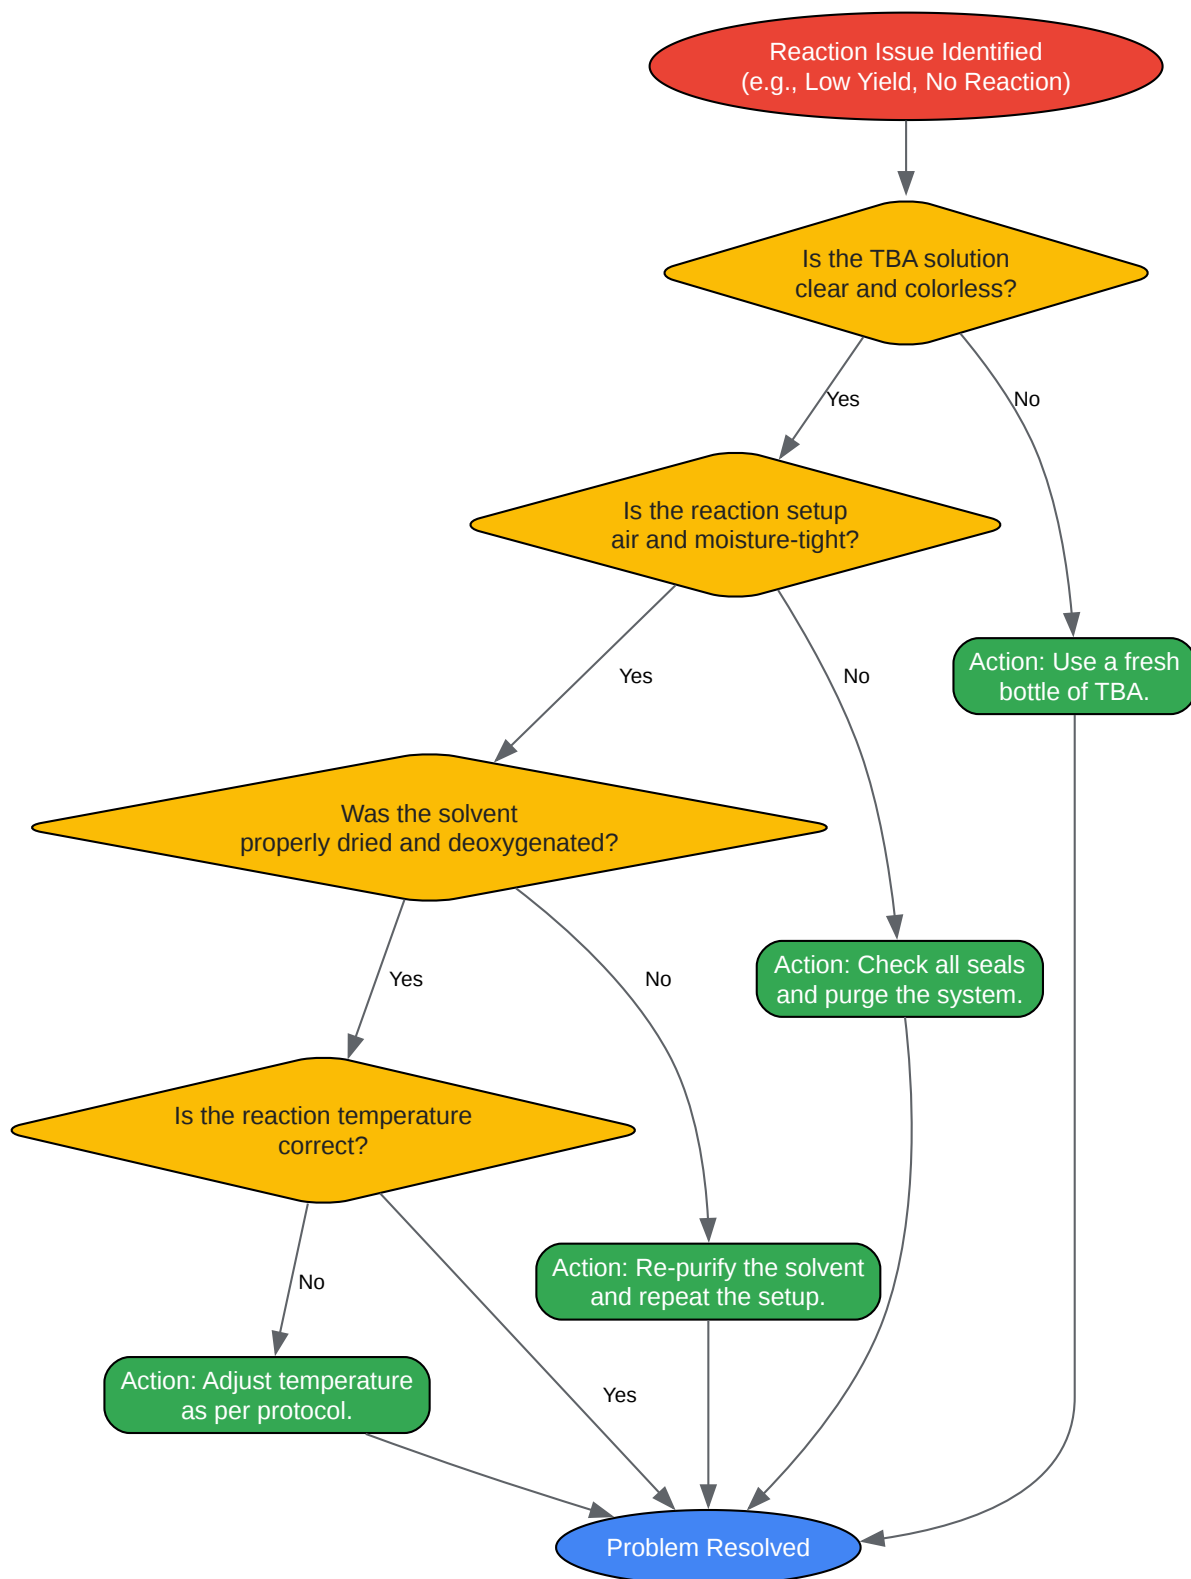 Reaction Issue Identified
(e.g., Low Yield, No Reaction)
Is the TBA solution
clear and colorless?
Yes
No
Is the reaction setup
air and moisture-tight?
Yes
No
Action: Use a fresh
bottle of TBA.
Was the solvent
properly dried and deoxygenated?
Yes
No
Action: Check all seals
and purge the system.
Is the reaction temperature
correct?
No
Yes
Action: Re-purify the solvent
and repeat the setup.
Action: Adjust temperature
as per protocol.
Problem Resolved